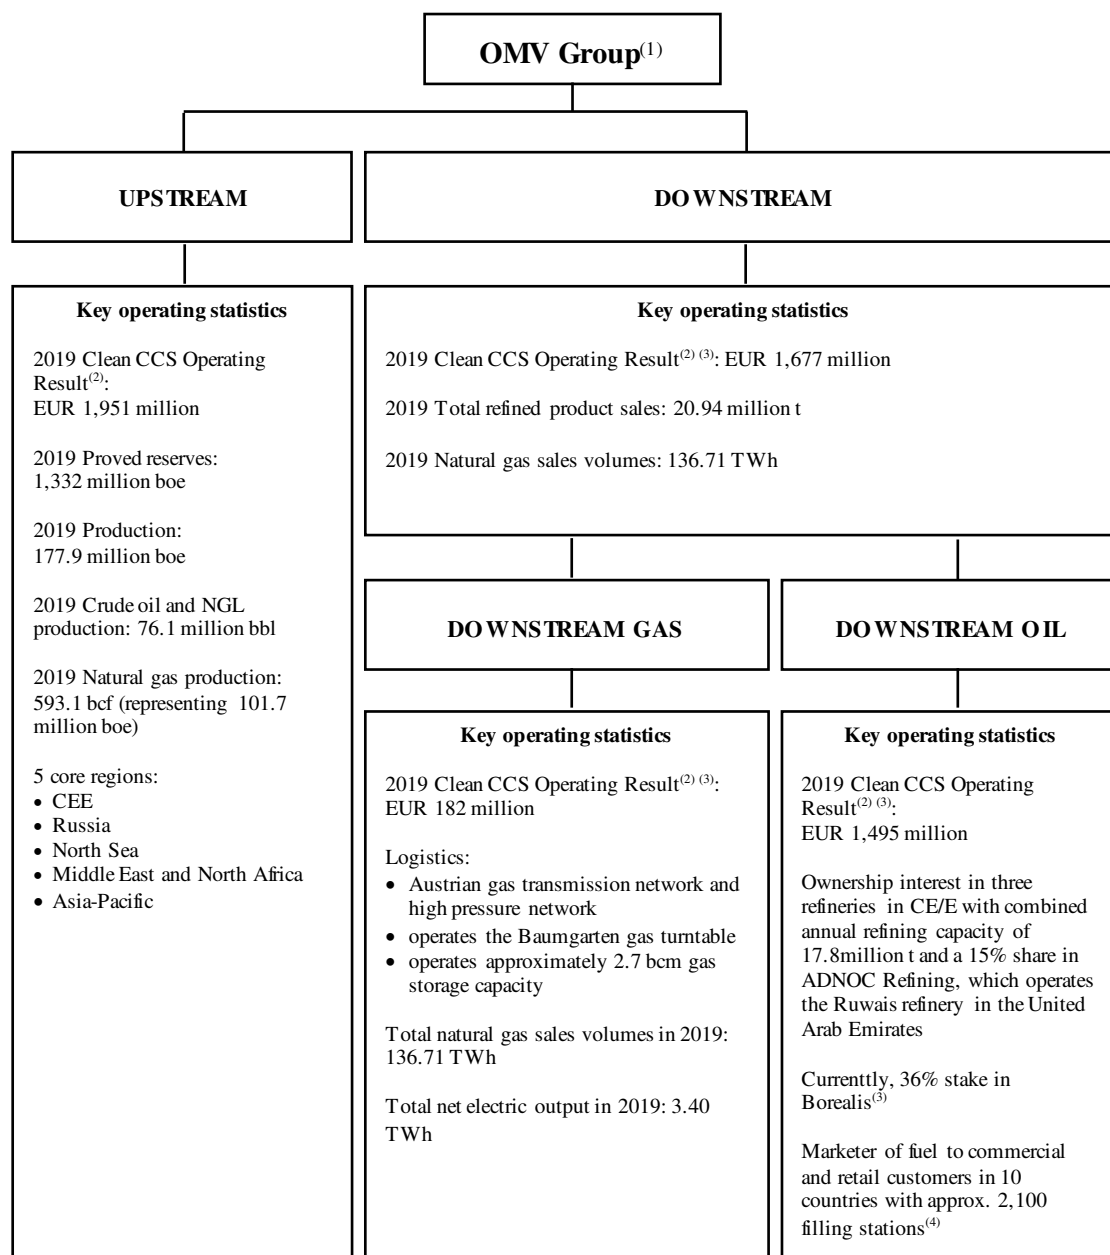 OMV Group(1)
UPSTREAM
DOWNSTREAM
Key operating statistics
2019 Clean CCS Operating
Result(2):
EUR 1,951 million
2019 Proved reserves:
1,332 million boe
2019 Production:
177.9 million boe
2019 Crude oil and NGL
production: 76.1 million bbl
2019 Natural gas production:
593.1 bcf (representing 101.7
million boe)
5 core regions:
• CEE
• Russia
• North Sea
• Middle East and North Africa
• Asia-Pacific
Key operating statistics
2019 Clean CCS Operating Result(2) (3): EUR 1,677 million
2019 Total refined product sales: 20.94 million t
2019 Natural gas sales volumes: 136.71 TWh
DOWNSTREAM GAS
Key operating statistics
2019 Clean CCS Operating Result(2) (3):
EUR 182 million
Logistics:
• Austrian gas transmission network and
high pressure network
• operates the Baumgarten gas turntable
• operates approximately 2.7 bcm gas
storage capacity
Total natural gas sales volumes in 2019:
136.71 TWh
Total net electric output in 2019: 3.40
TWh
DOWNSTREAM OIL
Key operating statistics
2019 Clean CCS Operating
Result(2) (3):
EUR 1,495 million
Ownership interest in three
refineries in CE/E with combined
annual refining capacity of
17.8million t and a 15% share in
ADNOC Refining, which operates
the Ruwais refinery in the United
Arab Emirates
Currenttly, 36% stake in
Borealis(3)
Marketer of fuel to commercial
and retail customers in 10
countries with approx. 2,100
filling stations(4)